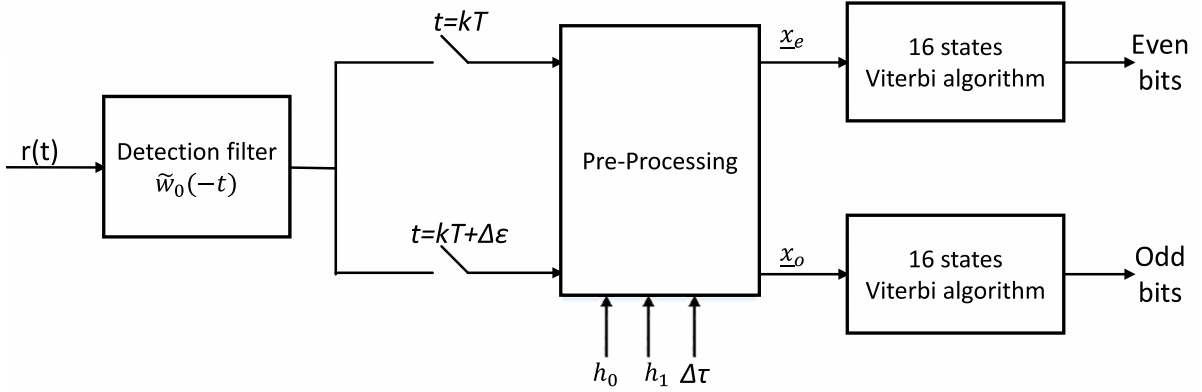 t=kT
x_e
16 states
Viterbi algorithm
Even
bits
r(t)
Detection filter
w̃₀(−t)
Pre-Processing
t=kT+Δε
x_o
16 states
Viterbi algorithm
Odd
bits
h₀ h₁ Δτ